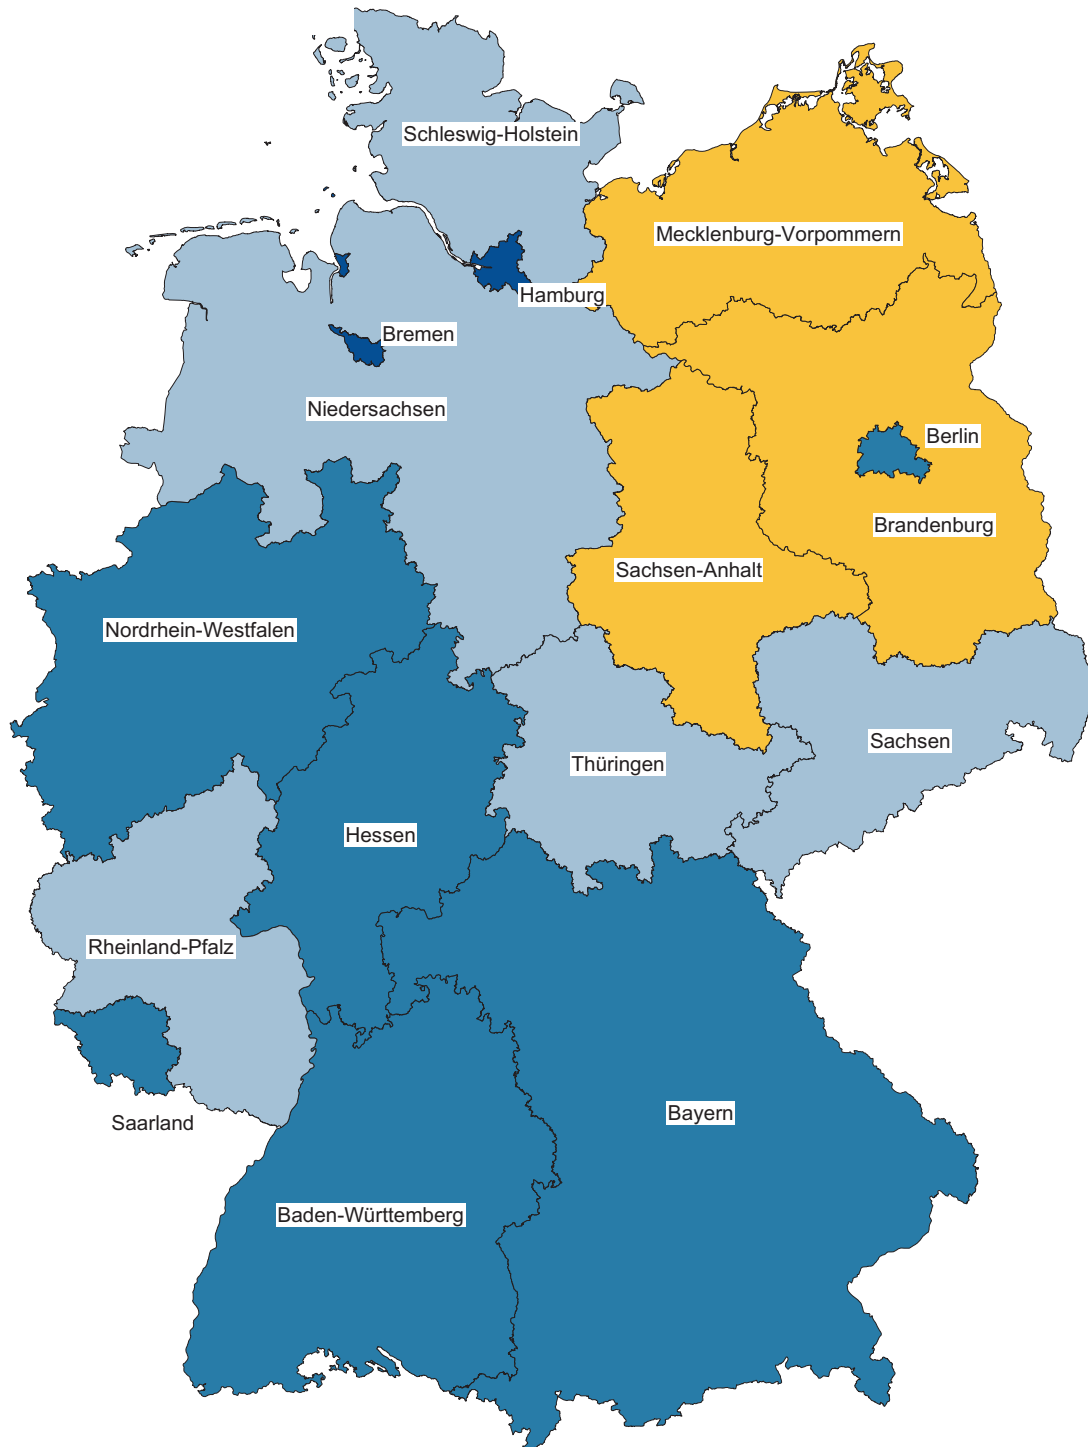 Schleswig-Holstein
Mecklenburg-Vorpommern
Hamburg
Bremen
Niedersachsen
Berlin
Brandenburg
Sachsen-Anhalt
Nordrhein-Westfalen
Sachsen
Thüringen
Hessen
Rheinland-Pfalz
Bayern
Saarland
Baden-Württemberg